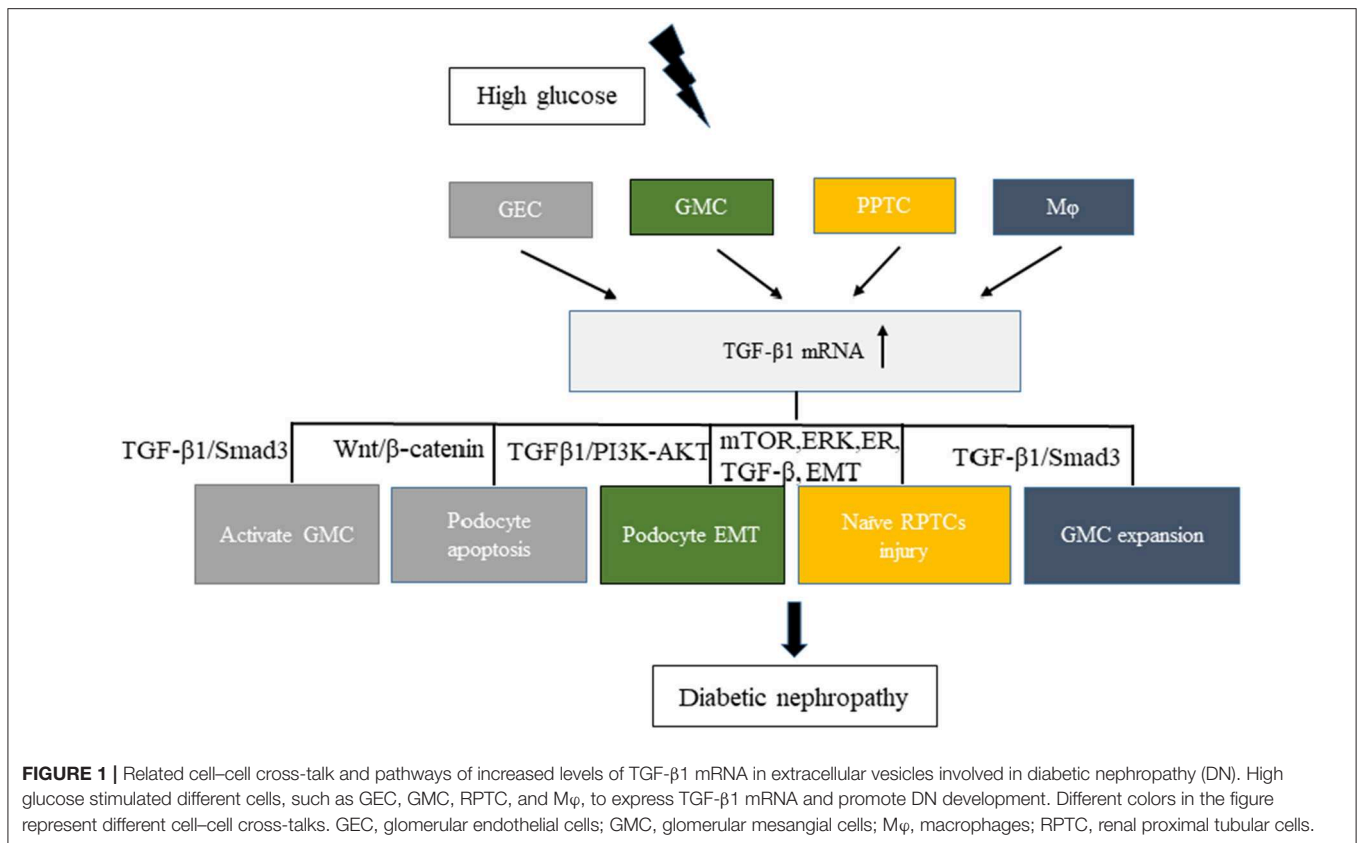 High glucose
GEC
GMC
PPTC
Mφ
TGF-β1 mRNA
TGF-β1/Smad3
Wnt/β-catenin
TGFβ1/PI3K-AKT
mTOR,ERK,ER,
TGF-β, EMT
TGF-β1/Smad3
Activate GMC
Podocyte
apoptosis
Podocyte EMT
Naïve RPTCs
injury
GMC expansion
Diabetic nephropathy
FIGURE 1 | Related cell–cell cross-talk and pathways of increased levels of TGF-β1 mRNA in extracellular vesicles involved in diabetic nephropathy (DN). High
glucose stimulated different cells, such as GEC, GMC, RPTC, and Mφ, to express TGF-β1 mRNA and promote DN development. Different colors in the figure
represent different cell–cell cross-talks. GEC, glomerular endothelial cells; GMC, glomerular mesangial cells; Mφ, macrophages; RPTC, renal proximal tubular cells.